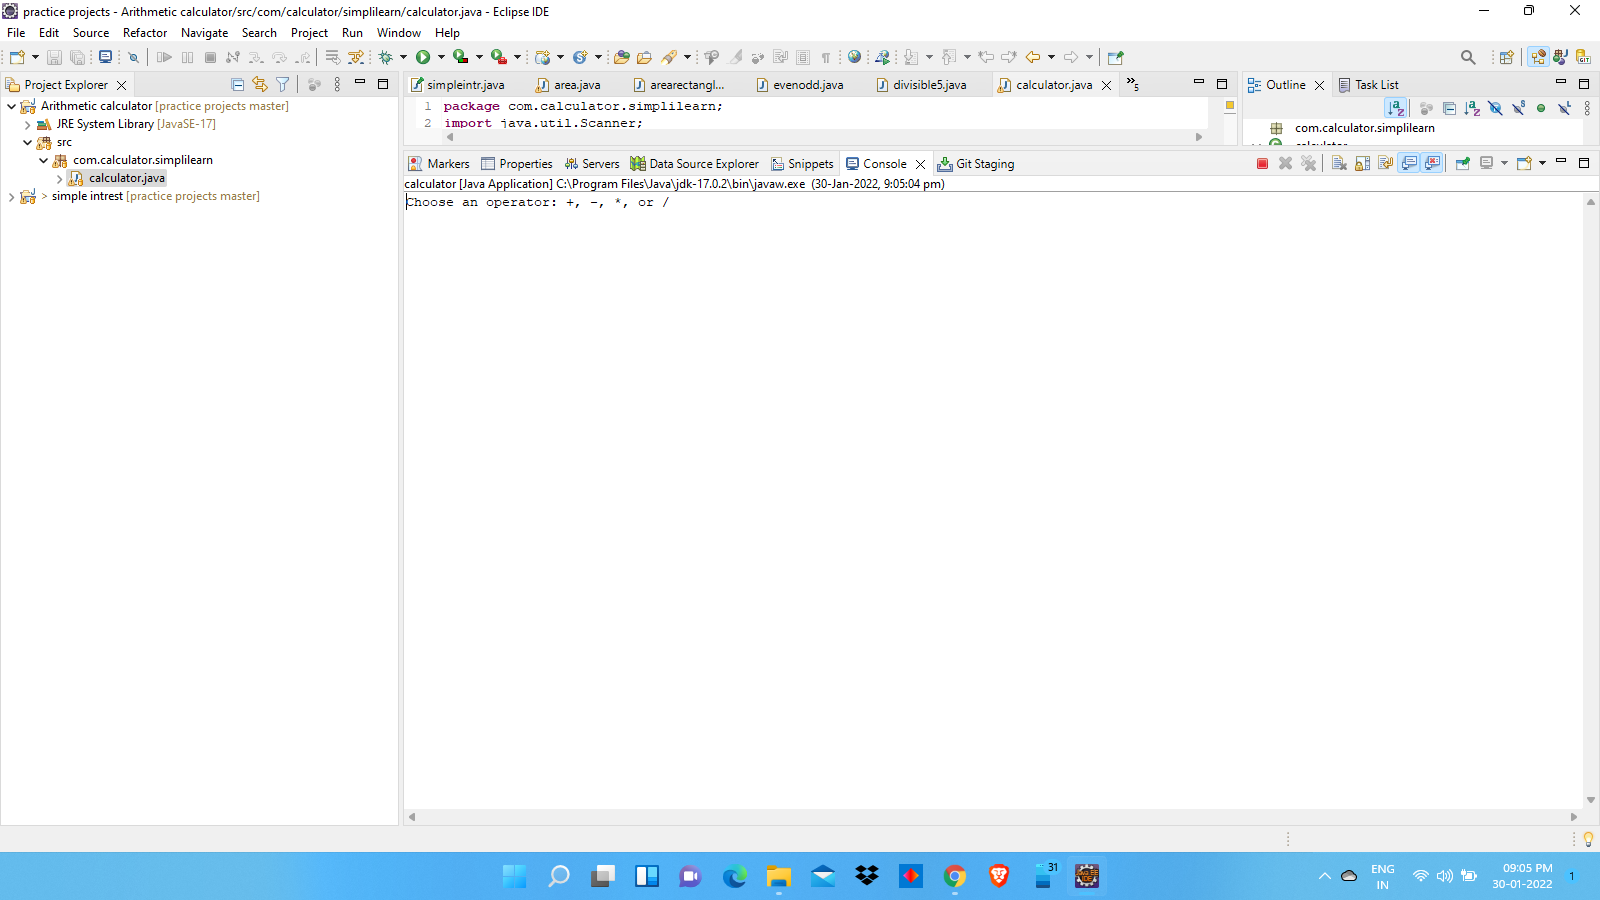 practice projects - Arithmetic calculator/src/com/calculator/simplilearn/calculator.java - Eclipse IDE
File Edit Source Refactor Navigate Search Project Run Window Help
Project Explorer
Arithmetic calculator [practice projects master]
JRE System Library [JavaSE-17]
src
com.calculator.simplilearn
calculator.java
> simple intrest [practice projects master]
simpleintr.java area.java arearectangl... evenodd.java divisible5.java calculator.java »5
1 package com.calculator.simplilearn;
2 import java.util.Scanner;
Outline Task List
com.calculator.simplilearn
Markers Properties Servers Data Source Explorer Snippets Console Git Staging
calculator [Java Application] C:\Program Files\Java\jdk-17.0.2\bin\javaw.exe (30-Jan-2022, 9:05:04 pm)
Choose an operator: +, -, *, or /
31
ENG
IN
09:05 PM
30-01-2022
1